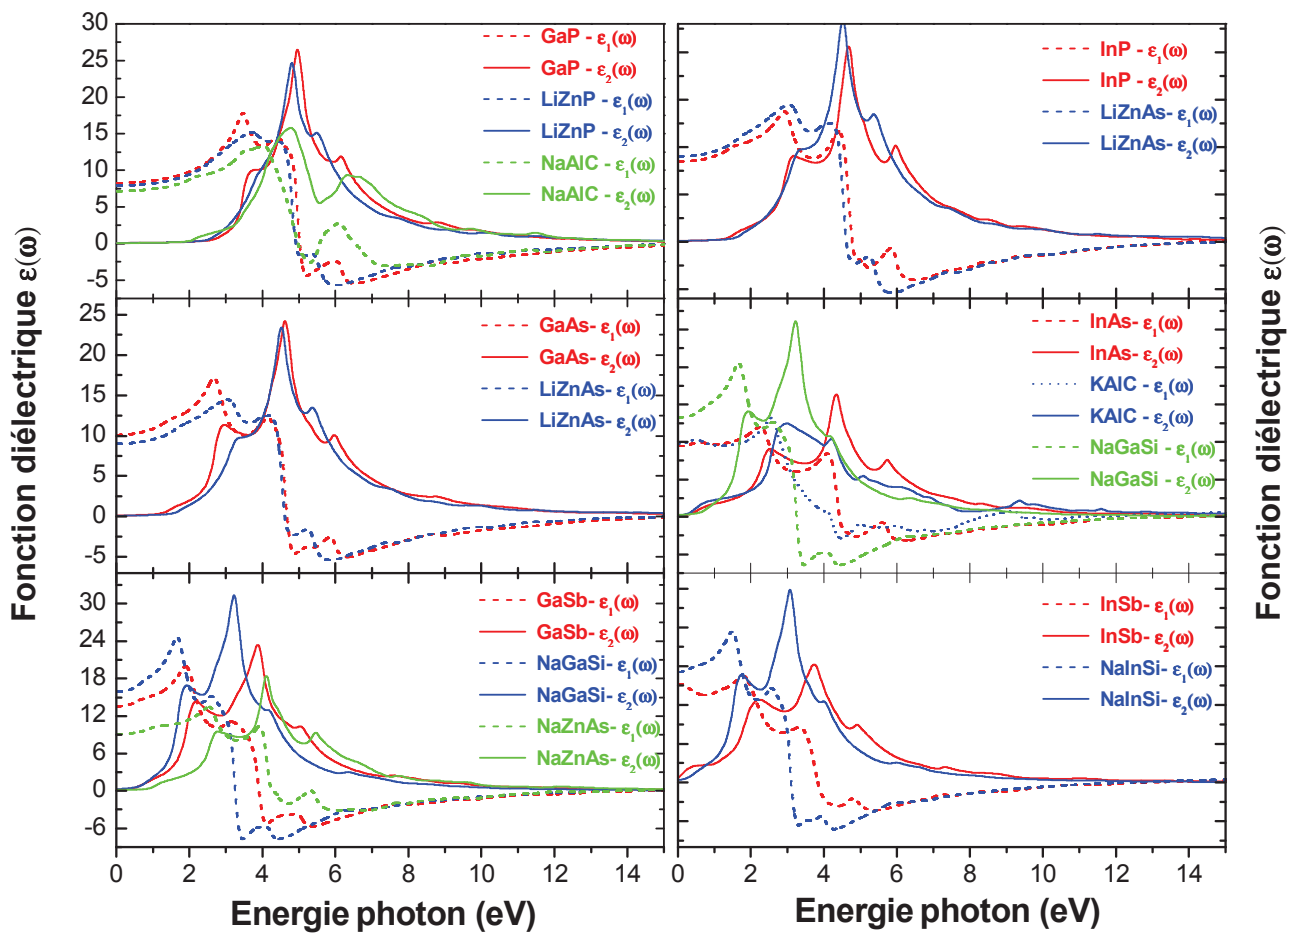 Fonction diélectrique ε(ω)
30
25
20
15
10
5
0
-5
GaP - ε₁(ω)
GaP - ε₂(ω)
LiZnP - ε₁(ω)
LiZnP - ε₂(ω)
NaAlC - ε₁(ω)
NaAlC - ε₂(ω)
InP - ε₁(ω)
InP - ε₂(ω)
LiZnAs- ε₁(ω)
LiZnAs- ε₂(ω)
25
20
15
10
5
0
-5
GaAs- ε₁(ω)
GaAs- ε₂(ω)
LiZnAs- ε₁(ω)
LiZnAs- ε₂(ω)
InAs- ε₁(ω)
InAs- ε₂(ω)
KAlC - ε₁(ω)
KAlC - ε₂(ω)
NaGaSi - ε₁(ω)
NaGaSi - ε₂(ω)
30
24
18
12
6
0
-6
GaSb- ε₁(ω)
GaSb- ε₂(ω)
NaGaSi- ε₁(ω)
NaGaSi- ε₂(ω)
NaZnAs- ε₁(ω)
NaZnAs- ε₂(ω)
InSb- ε₁(ω)
InSb- ε₂(ω)
NaInSi- ε₁(ω)
NaInSi- ε₂(ω)
0 2 4 6 8 10 12 14
0 2 4 6 8 10 12 14
Energie photon (eV)
Energie photon (eV)
Fonction diélectrique ε(ω)